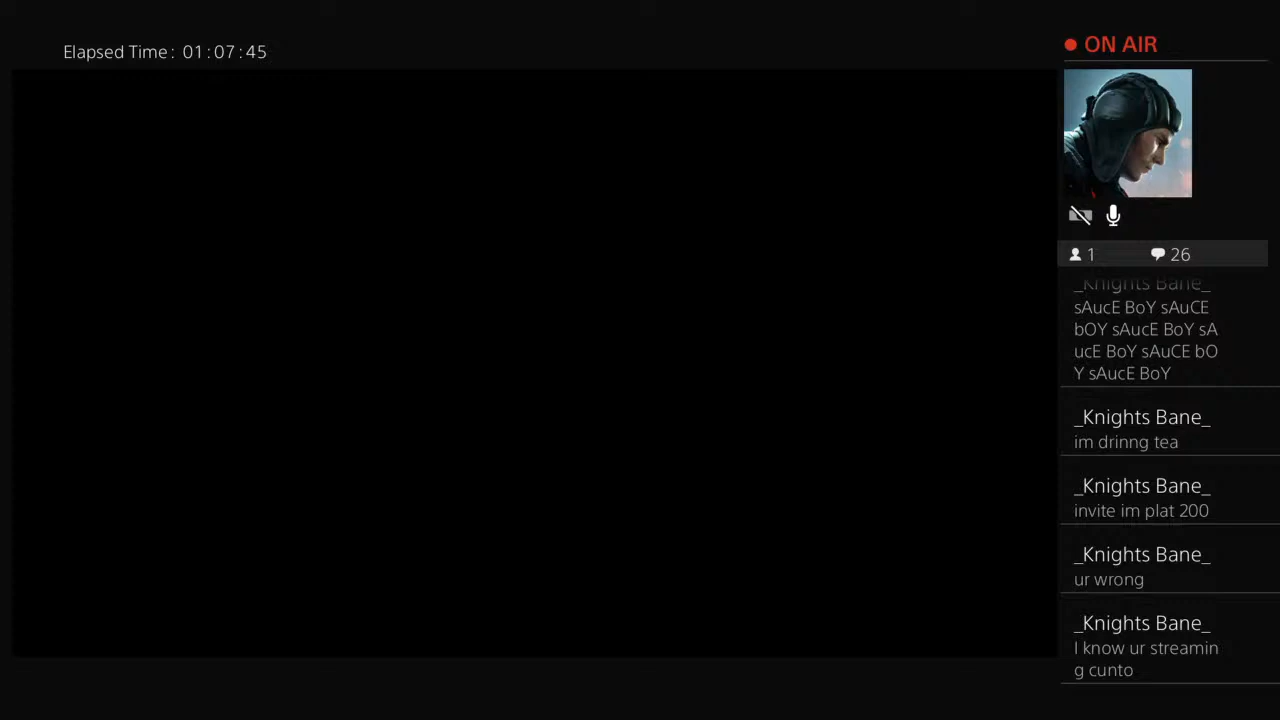 Elapsed Time: 01:07:45
ON AIR
1 26
_Knights Bane_
sAucE BoY sAuCE
bOY sAucE BoY sA
ucE BoY sAuCE bO
Y sAucE BoY
_Knights Bane_
im drinng tea
_Knights Bane_
invite im plat 200
_Knights Bane_
ur wrong
_Knights Bane_
I know ur streamin
g cunto